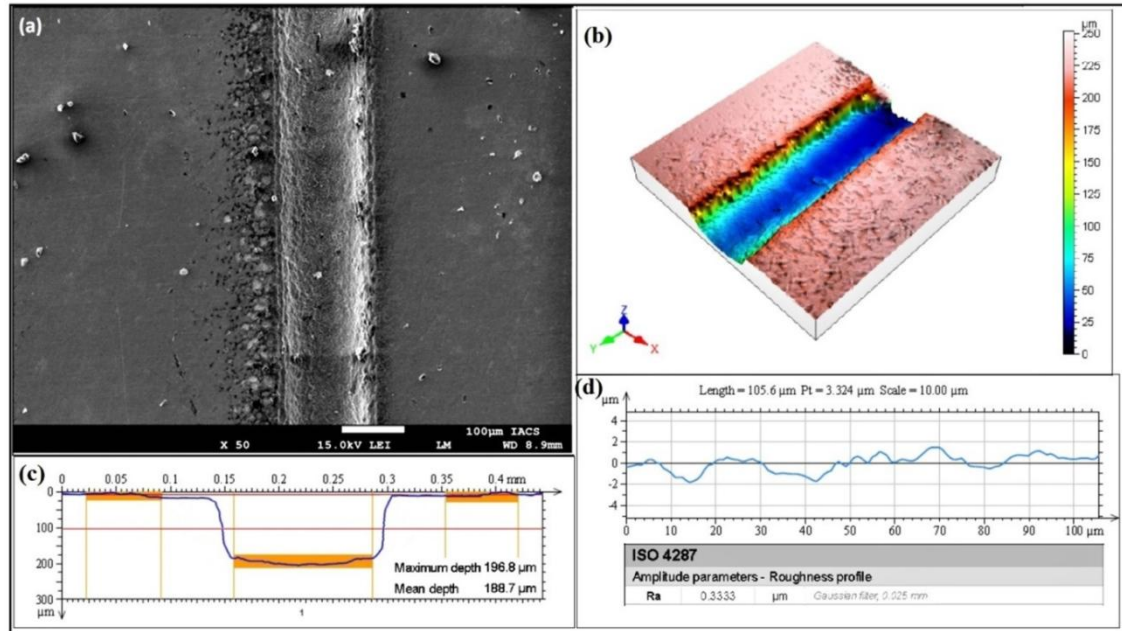 (a)
100μm IACS
X 50 15.0kV LEI LM WD 8.9mm
(b)
μm
250
225
200
175
150
125
100
75
50
25
0
Z
Y X
(c)
0 0.05 0.1 0.15 0.2 0.25 0.3 0.35 0.4 mm
0
100
200
300
μm
Maximum depth 196.8 μm
Mean depth 188.7 μm
1
(d)
Length = 105.6 μm Pt = 3.324 μm Scale = 10.00 μm
μm
4
2
0
-2
-4
0 10 20 30 40 50 60 70 80 90 100 μm
ISO 4287
Amplitude parameters - Roughness profile
Ra 0.3333 μm Gaussian filter, 0.025 mm